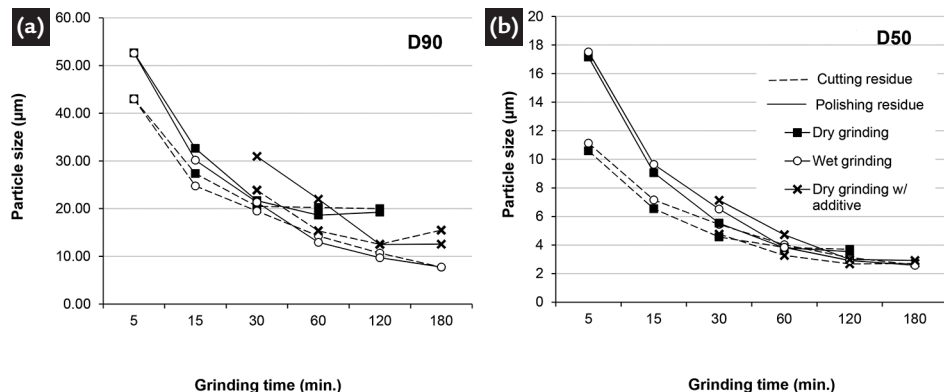 (a)
D90
60.00
50.00
40.00
30.00
20.00
10.00
0.00
Particle size (µm)
5 15 30 60 120 180
Grinding time (min.)
(b)
D50
20
18
16
14
12
10
8
6
4
2
0
Particle size (µm)
Cutting residue
Polishing residue
Dry grinding
Wet grinding
Dry grinding w/
additive
5 15 30 60 120 180
Grinding time (min.)